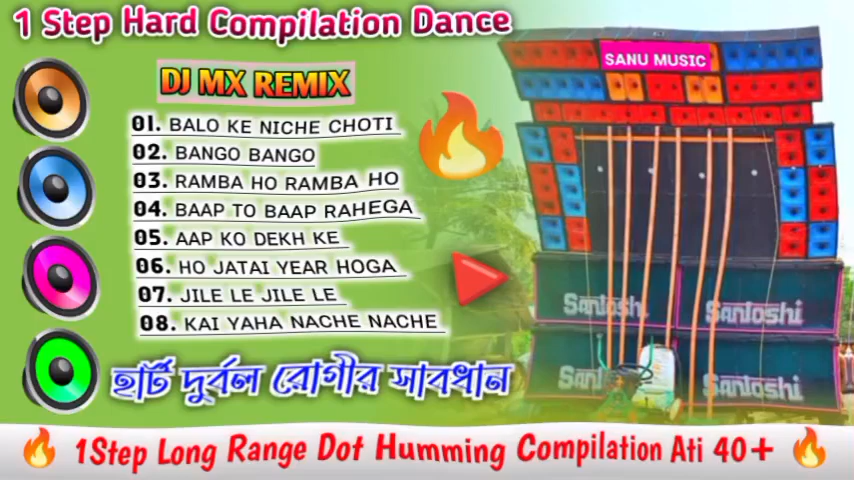 1 Step Hard Compilation Dance
SANU MUSIC
DJ MX REMIX
01. BALO KE NICHE CHOTI
02. BANGO BANGO
03. RAMBA HO RAMBA HO
04. BAAP TO BAAP RAHEGA
05. AAP KO DEKH KE
06. HO JATAI YEAR HOGA
07. JILE LE JILE LE
08. KAI YAHA NACHE NACHE
Santoshi Santoshi
Santoshi Santoshi
হার্ট দুর্বল রোগীর সাবধান
1Step Long Range Dot Humming Compilation Ati 40+